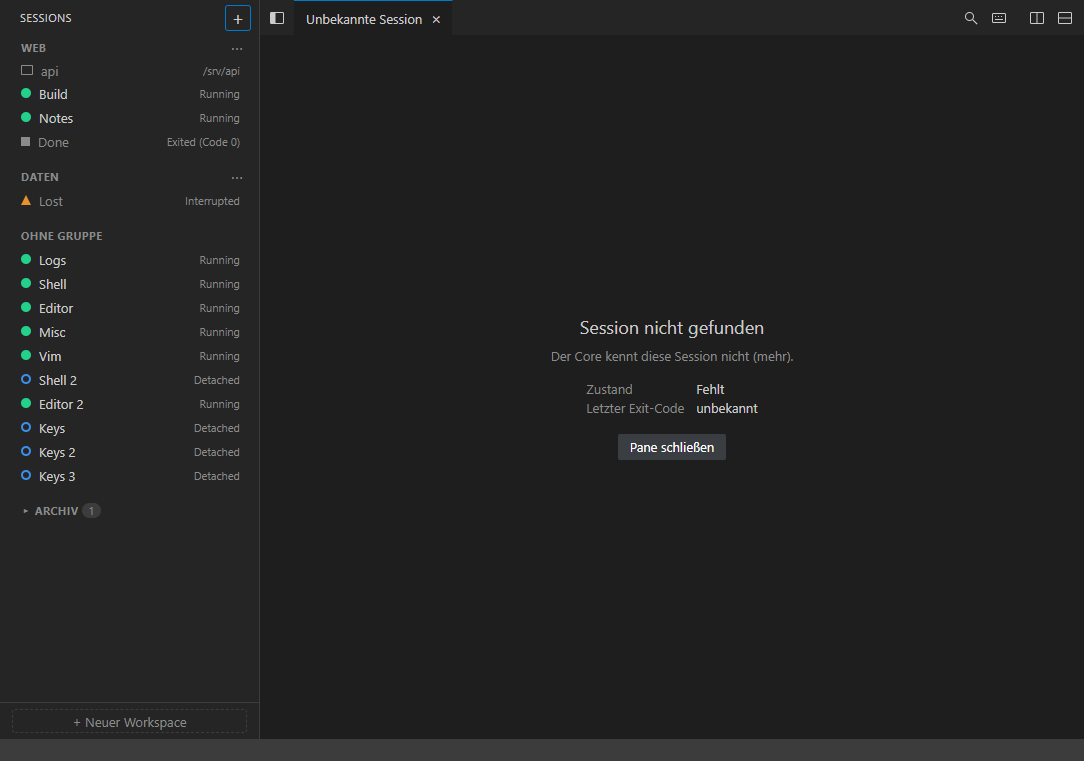 SESSIONS
+
Unbekannte Session ×
WEB ...
api /srv/api
Build Running
Notes Running
Done Exited (Code 0)
DATEN ...
Lost Interrupted
OHNE GRUPPE
Logs Running
Shell Running
Editor Running
Misc Running
Vim Running
Shell 2 Detached
Editor 2 Running
Keys Detached
Keys 2 Detached
Keys 3 Detached
ARCHIV 1
+ Neuer Workspace
Session nicht gefunden
Der Core kennt diese Session nicht (mehr).
Zustand Fehlt
Letzter Exit-Code unbekannt
Pane schließen